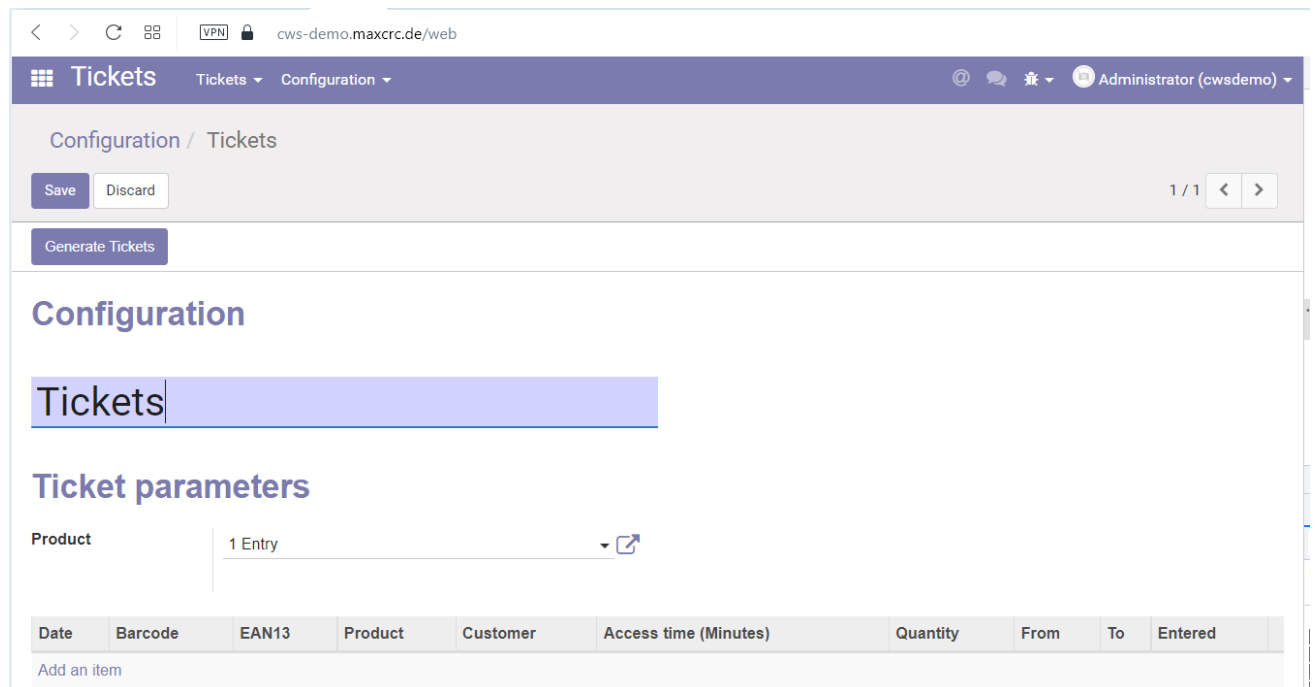 VPN cws-demo.maxcrc.de/web
Tickets Tickets Configuration @ Administrator (cwsdemo)
Configuration / Tickets
Save Discard 1 / 1
Generate Tickets
Configuration
Tickets
Ticket parameters
Product 1 Entry
Date Barcode EAN13 Product Customer Access time (Minutes) Quantity From To Entered
Add an item